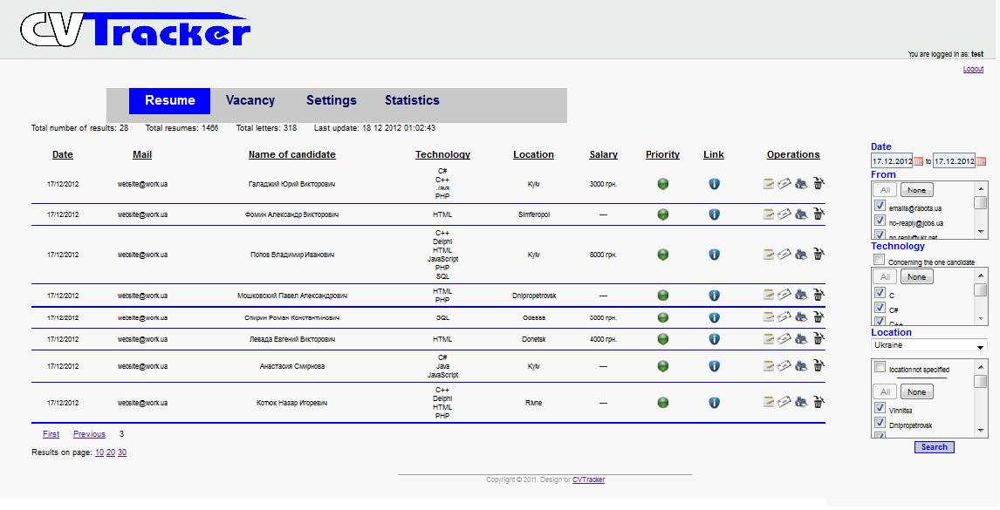 CVTracker
You are logged in as: test
Logout
Resume Vacancy Settings Statistics
Total number of results: 28 Total resumes: 1466 Total letters: 318 Last update: 18 12 2012 01:02:43
Date Mail Name of candidate Technology Location Salary Priority Link Operations
17/12/2012 website@work.ua Галаджий Юрий Викторович C# C++ Java PHP Kyiv 3000 грн.
17/12/2012 website@work.ua Фомин Александр Викторович HTML Simferopol ---
17/12/2012 website@work.ua Попов Владимир Иванович C++ Delphi HTML JavaScript PHP SQL Kyiv 8000 грн.
17/12/2012 website@work.ua Мошковский Павел Александрович HTML PHP Dnipropetrovsk ---
17/12/2012 website@work.ua Спирин Роман Константинович SQL Odessa 5000 грн.
17/12/2012 website@work.ua Левада Евгений Викторович HTML Donetsk 4000 грн.
17/12/2012 website@work.ua Анастасия Смирнова C# Java JavaScript Kyiv ---
17/12/2012 website@work.ua Котюк Назар Игоревич C++ Delphi HTML PHP Rivne ---
First Previous 3
Results on page: 10 20 30
Date
17.12.2012 to 17.12.2012
From
All None
emails@rabota.ua
no-reaply@jobs.ua
no reply@ukr.net
Technology
Concerning the one candidate
All None
C
C#
C++
Location
Ukraine
location not specified
All None
Vinnitsa
Dnipropetrovsk
Search
Copyright © 2011. Design for CVTracker